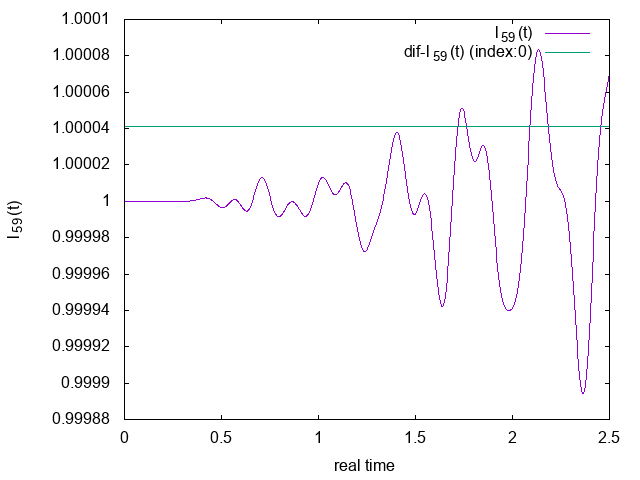 I59(t)
dif-I59(t) (index:0)
1.0001
1.00008
1.00006
1.00004
1.00002
1
0.99998
0.99996
0.99994
0.99992
0.9999
0.99988
I59(t)
0 0.5 1 1.5 2 2.5
real time